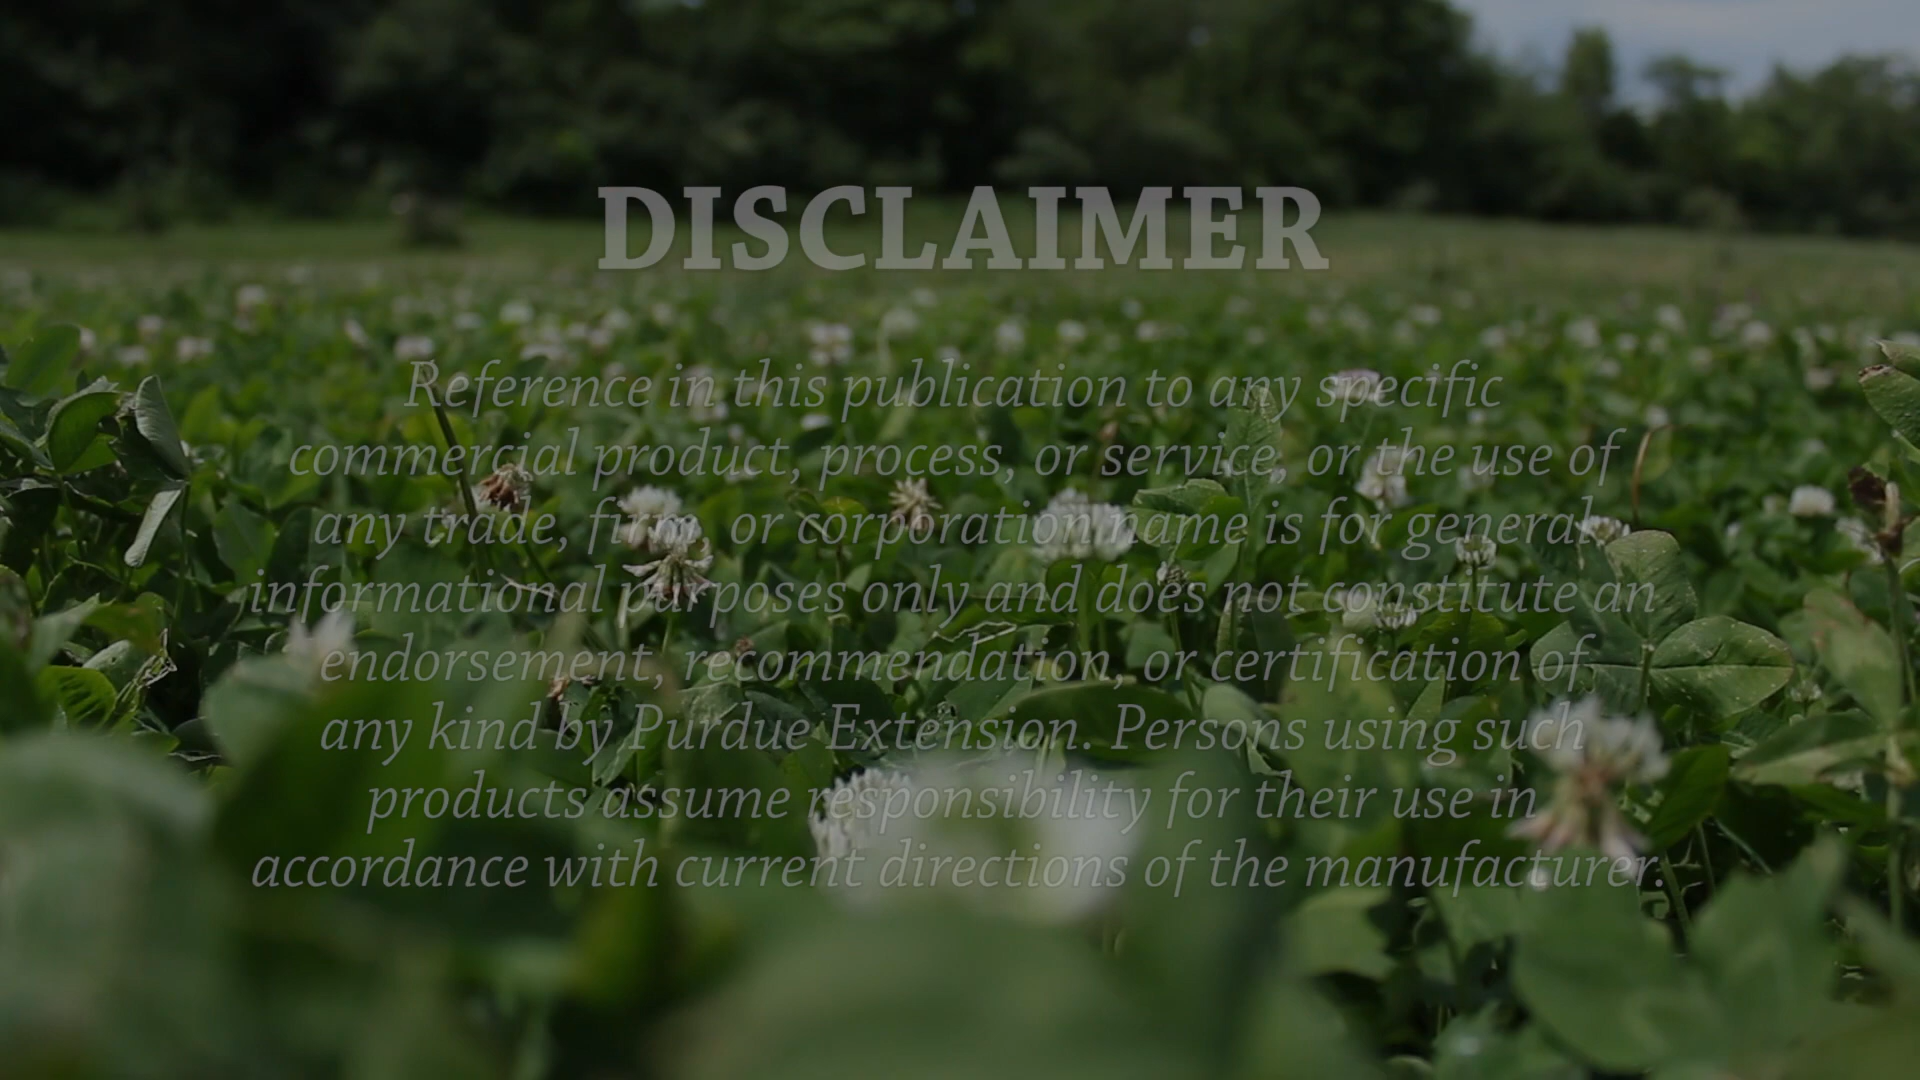 DISCLAIMER
Reference in this publication to any specific
commercial product, process, or service, or the use of
any trade, firm, or corporation name is for general
informational purposes only and does not constitute an
endorsement, recommendation, or certification of
any kind by Purdue Extension. Persons using such
products assume responsibility for their use in
accordance with current directions of the manufacturer.